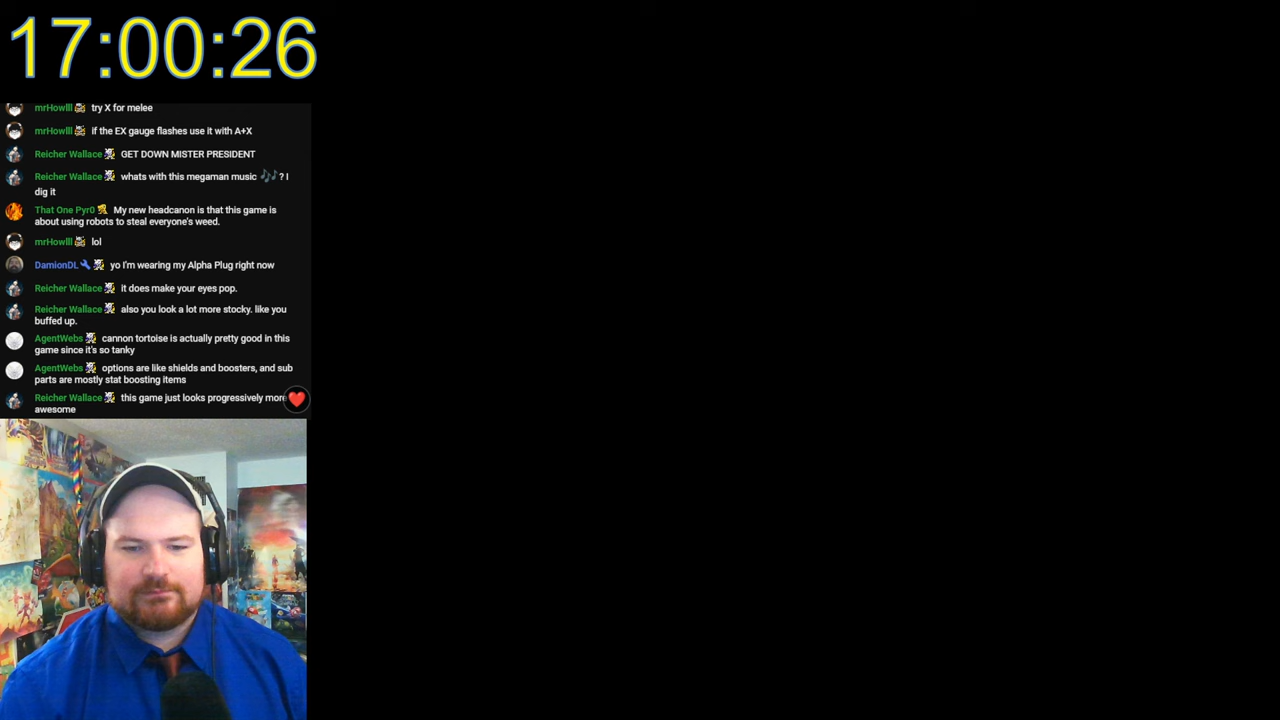 17:00:26
mrHowlll try X for melee
mrHowlll if the EX gauge flashes use it with A+X
Reicher Wallace GET DOWN MISTER PRESIDENT
Reicher Wallace whats with this megaman music 🎶? I
dig it
That One Pyr0 My new headcanon is that this game is
about using robots to steal everyone's weed.
mrHowlll lol
DamionDL yo I'm wearing my Alpha Plug right now
Reicher Wallace it does make your eyes pop.
Reicher Wallace also you look a lot more stocky. like you
buffed up.
AgentWebs cannon tortoise is actually pretty good in this
game since it's so tanky
AgentWebs options are like shields and boosters, and sub
parts are mostly stat boosting items
Reicher Wallace this game just looks progressively more
awesome